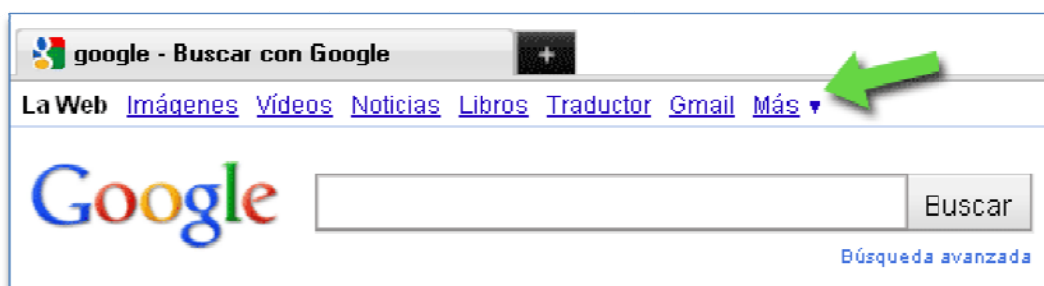 google - Buscar con Google +
La Web Imágenes Vídeos Noticias Libros Traductor Gmail Más ▼
Google Buscar
Búsqueda avanzada